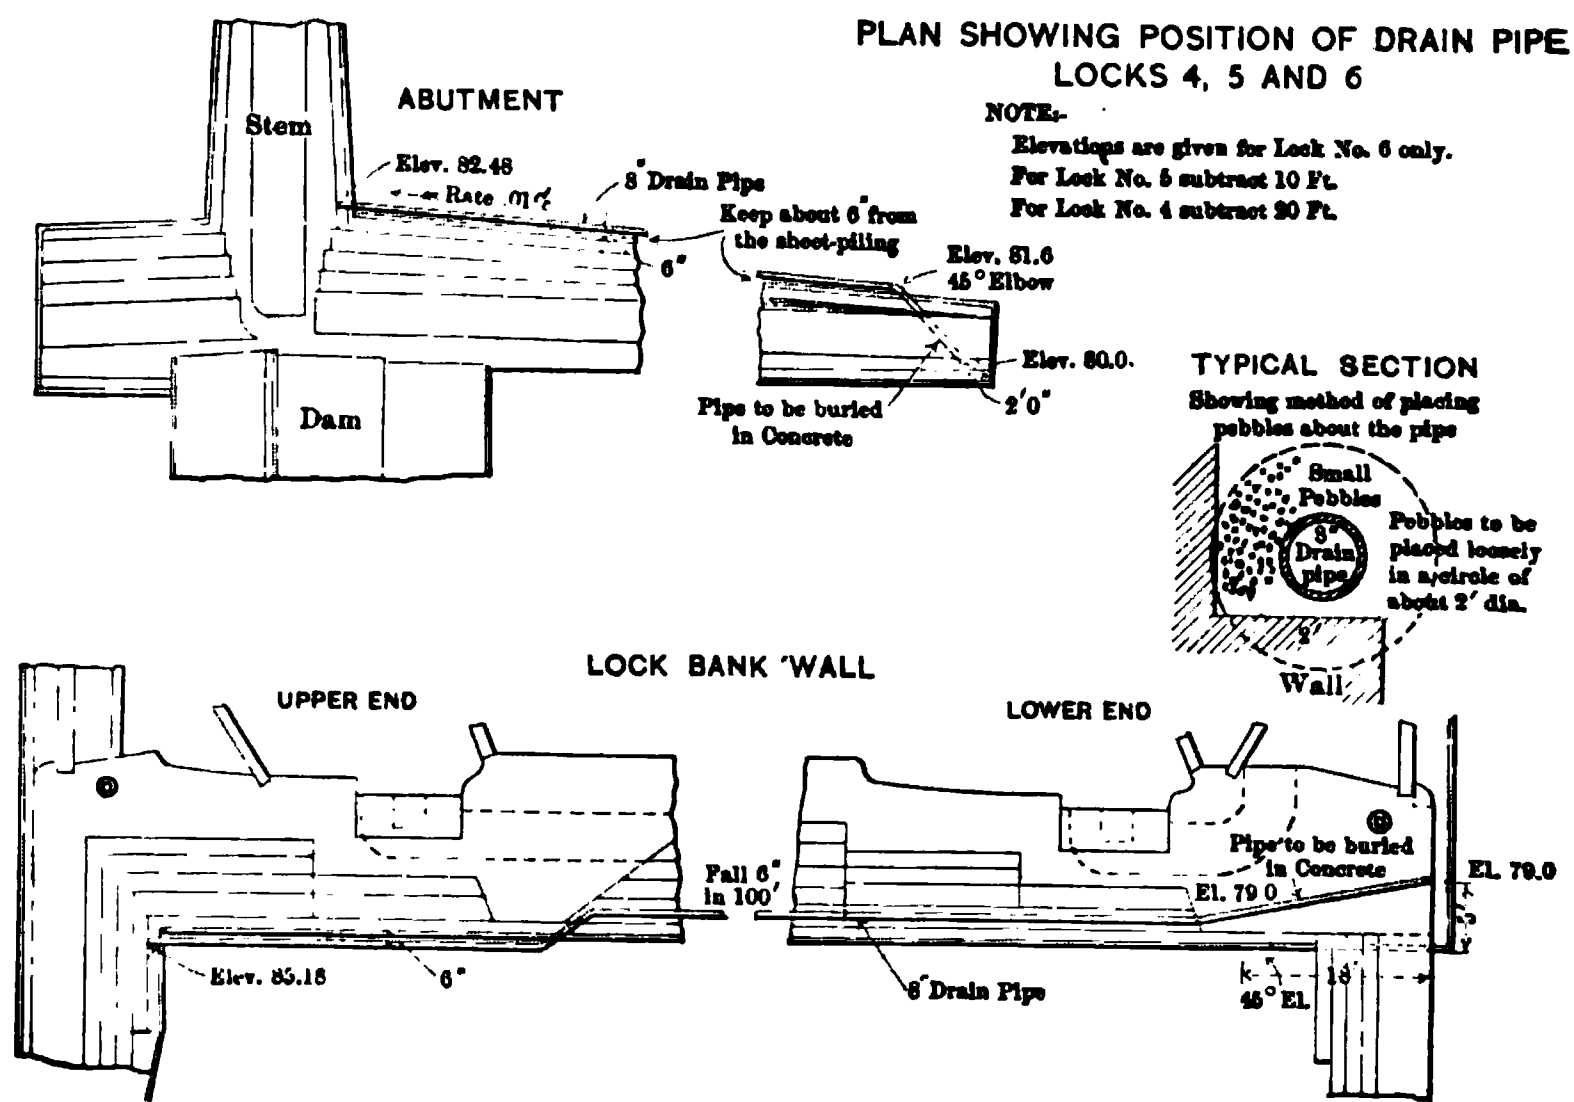 PLAN SHOWING POSITION OF DRAIN PIPE
LOCKS 4, 5 AND 6
NOTE:-
Elevations are given for Lock No. 6 only.
For Lock No. 5 subtract 10 Ft.
For Lock No. 4 subtract 20 Ft.
ABUTMENT
Stem
Elev. 82.48
Rate
8" Drain Pipe
Keep about 6" from
the sheet-piling
6"
Elev. 81.6
45° Elbow
Elev. 80.0.
2'0"
Pipe to be buried
in Concrete
Dam
TYPICAL SECTION
Showing method of placing
pebbles about the pipe
Small
Pebbles
8"
Drain
pipe
Pebbles to be
placed loosely
in a circle of
about 2' dia.
2'
Wall
LOCK BANK WALL
UPPER END
LOWER END
Fall 6"
in 100'
Pipe to be buried
in Concrete
El. 79.0
El. 79.0
Elev. 85.18
6"
8" Drain Pipe
18'
45° El.